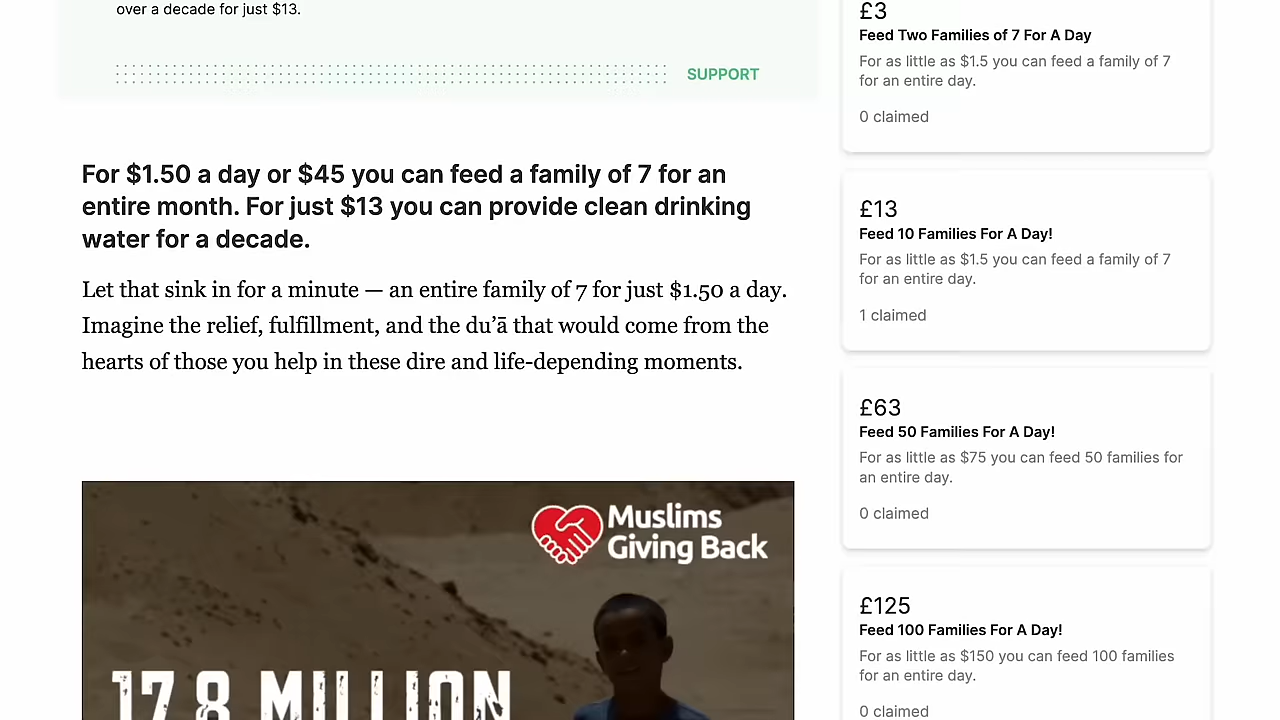 over a decade for just $13.
SUPPORT
For $1.50 a day or $45 you can feed a family of 7 for an
entire month. For just $13 you can provide clean drinking
water for a decade.
Let that sink in for a minute — an entire family of 7 for just $1.50 a day.
Imagine the relief, fulfillment, and the du’ā that would come from the
hearts of those you help in these dire and life-depending moments.
Muslims
Giving Back
17.8 MILLION
£3
Feed Two Families of 7 For A Day
For as little as $1.5 you can feed a family of 7
for an entire day.
0 claimed
£13
Feed 10 Families For A Day!
For as little as $1.5 you can feed a family of 7
for an entire day.
1 claimed
£63
Feed 50 Families For A Day!
For as little as $75 you can feed 50 families for
an entire day.
0 claimed
£125
Feed 100 Families For A Day!
For as little as $150 you can feed 100 families
for an entire day.
0 claimed